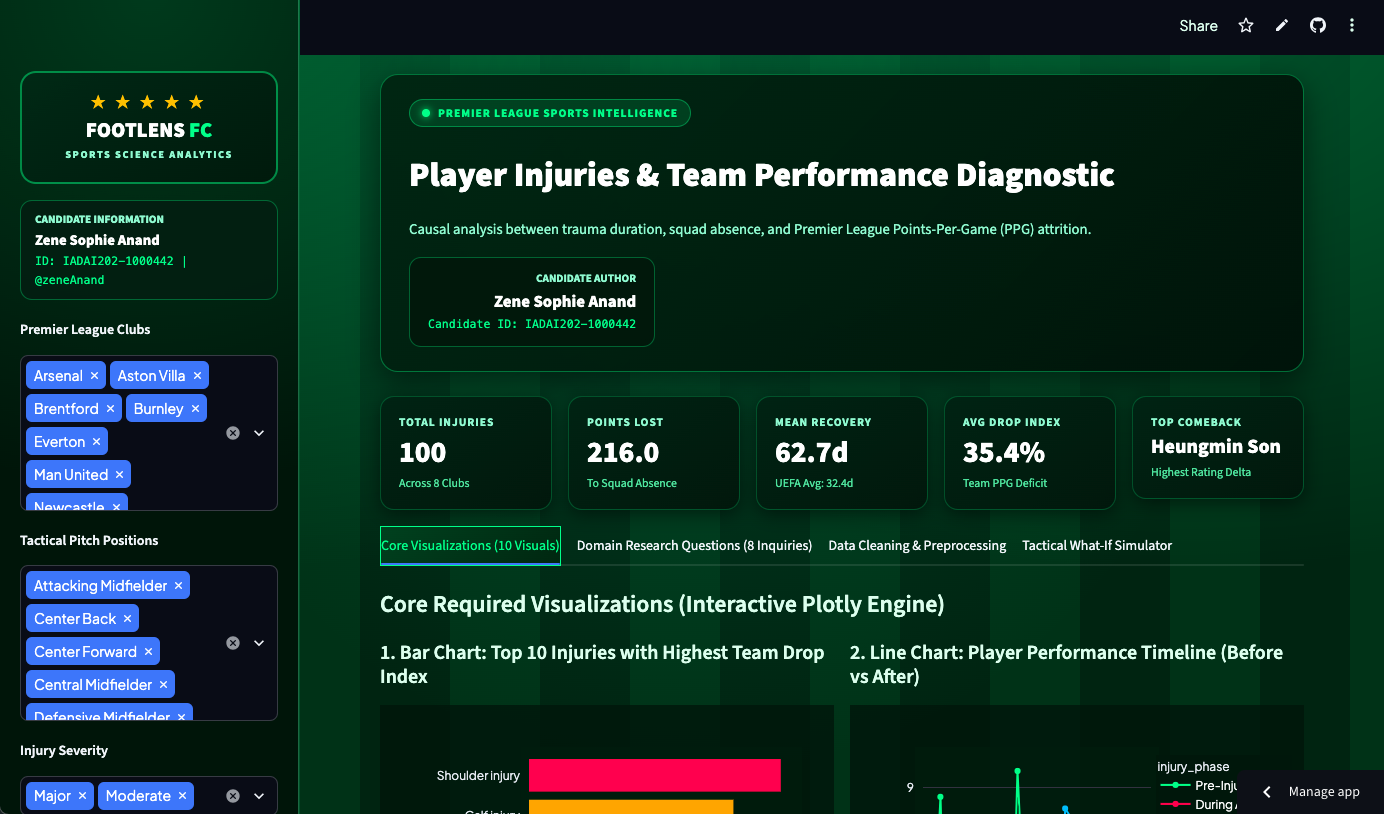 Share
★ ★ ★ ★ ★
FOOTLENS FC
SPORTS SCIENCE ANALYTICS
CANDIDATE INFORMATION
Zene Sophie Anand
ID: IADAI202-1000442 |
@zeneAnand
Premier League Clubs
Arsenal ×
Aston Villa ×
Brentford ×
Burnley ×
Everton ×
Man United ×
Newcastle ×
Tactical Pitch Positions
Attacking Midfielder ×
Center Back ×
Center Forward ×
Central Midfielder ×
Defensive Midfielder ×
Injury Severity
Major ×
Moderate ×
PREMIER LEAGUE SPORTS INTELLIGENCE
Player Injuries & Team Performance Diagnostic
Causal analysis between trauma duration, squad absence, and Premier League Points-Per-Game (PPG) attrition.
CANDIDATE AUTHOR
Zene Sophie Anand
Candidate ID: IADAI202-1000442
TOTAL INJURIES
100
Across 8 Clubs
POINTS LOST
216.0
To Squad Absence
MEAN RECOVERY
62.7d
UEFA Avg: 32.4d
AVG DROP INDEX
35.4%
Team PPG Deficit
TOP COMEBACK
Heungmin Son
Highest Rating Delta
Core Visualizations (10 Visuals)
Domain Research Questions (8 Inquiries)
Data Cleaning & Preprocessing
Tactical What-If Simulator
Core Required Visualizations (Interactive Plotly Engine)
1. Bar Chart: Top 10 Injuries with Highest Team Drop
Index
2. Line Chart: Player Performance Timeline (Before
vs After)
Shoulder injury
Calf injury
9
injury_phase
Pre-Inju
During
Manage app